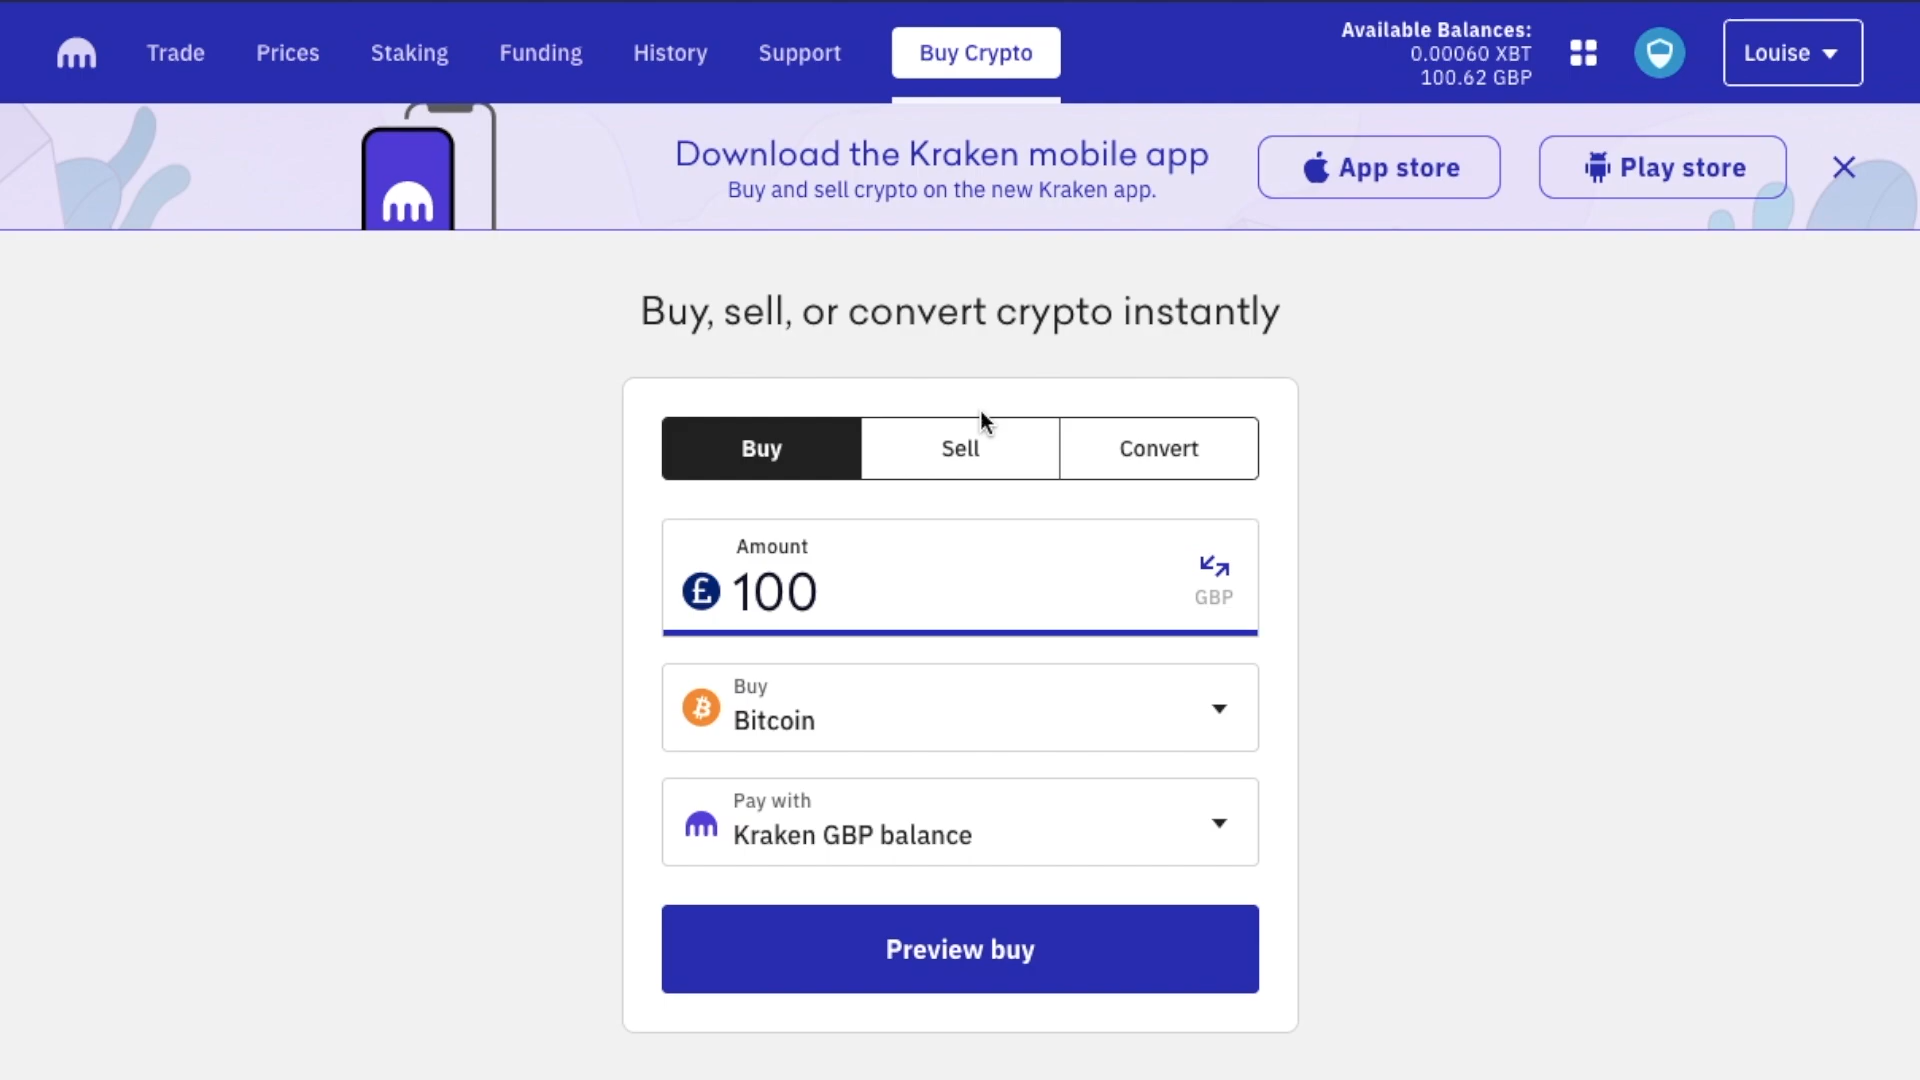 Trade Prices Staking Funding History Support Buy Crypto
Available Balances:
0.00060 XBT
100.62 GBP
Louise
Download the Kraken mobile app
Buy and sell crypto on the new Kraken app.
App store
Play store
Buy, sell, or convert crypto instantly
Buy Sell Convert
Amount
£ 100
GBP
Buy
Bitcoin
Pay with
Kraken GBP balance
Preview buy